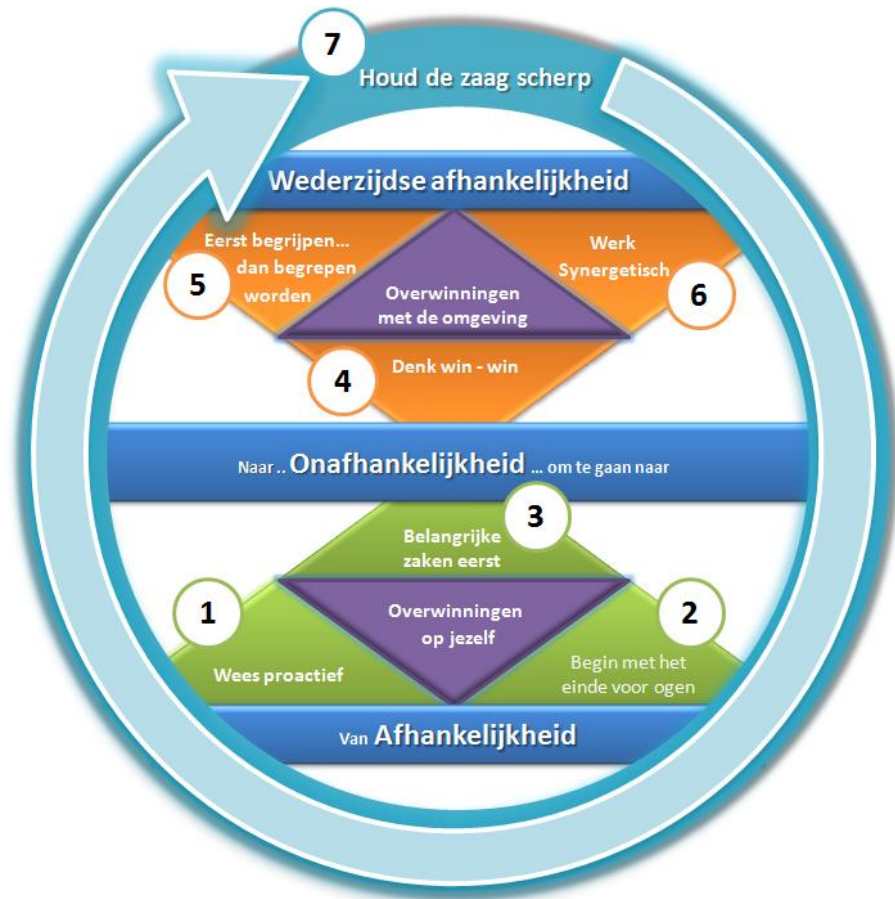 7
Houd de zaag scherp
Wederzijdse afhankelijkheid
Eerst begrijpen...
dan begrepen
worden
5
Werk
Synergetisch
6
Overwinningen
met de omgeving
Denk win - win
4
Naar .. Onafhankelijkheid ... om te gaan naar
3
Belangrijke
zaken eerst
1
Wees proactief
Overwinningen
op jezelf
2
Begin met het
einde voor ogen
Van Afhankelijkheid